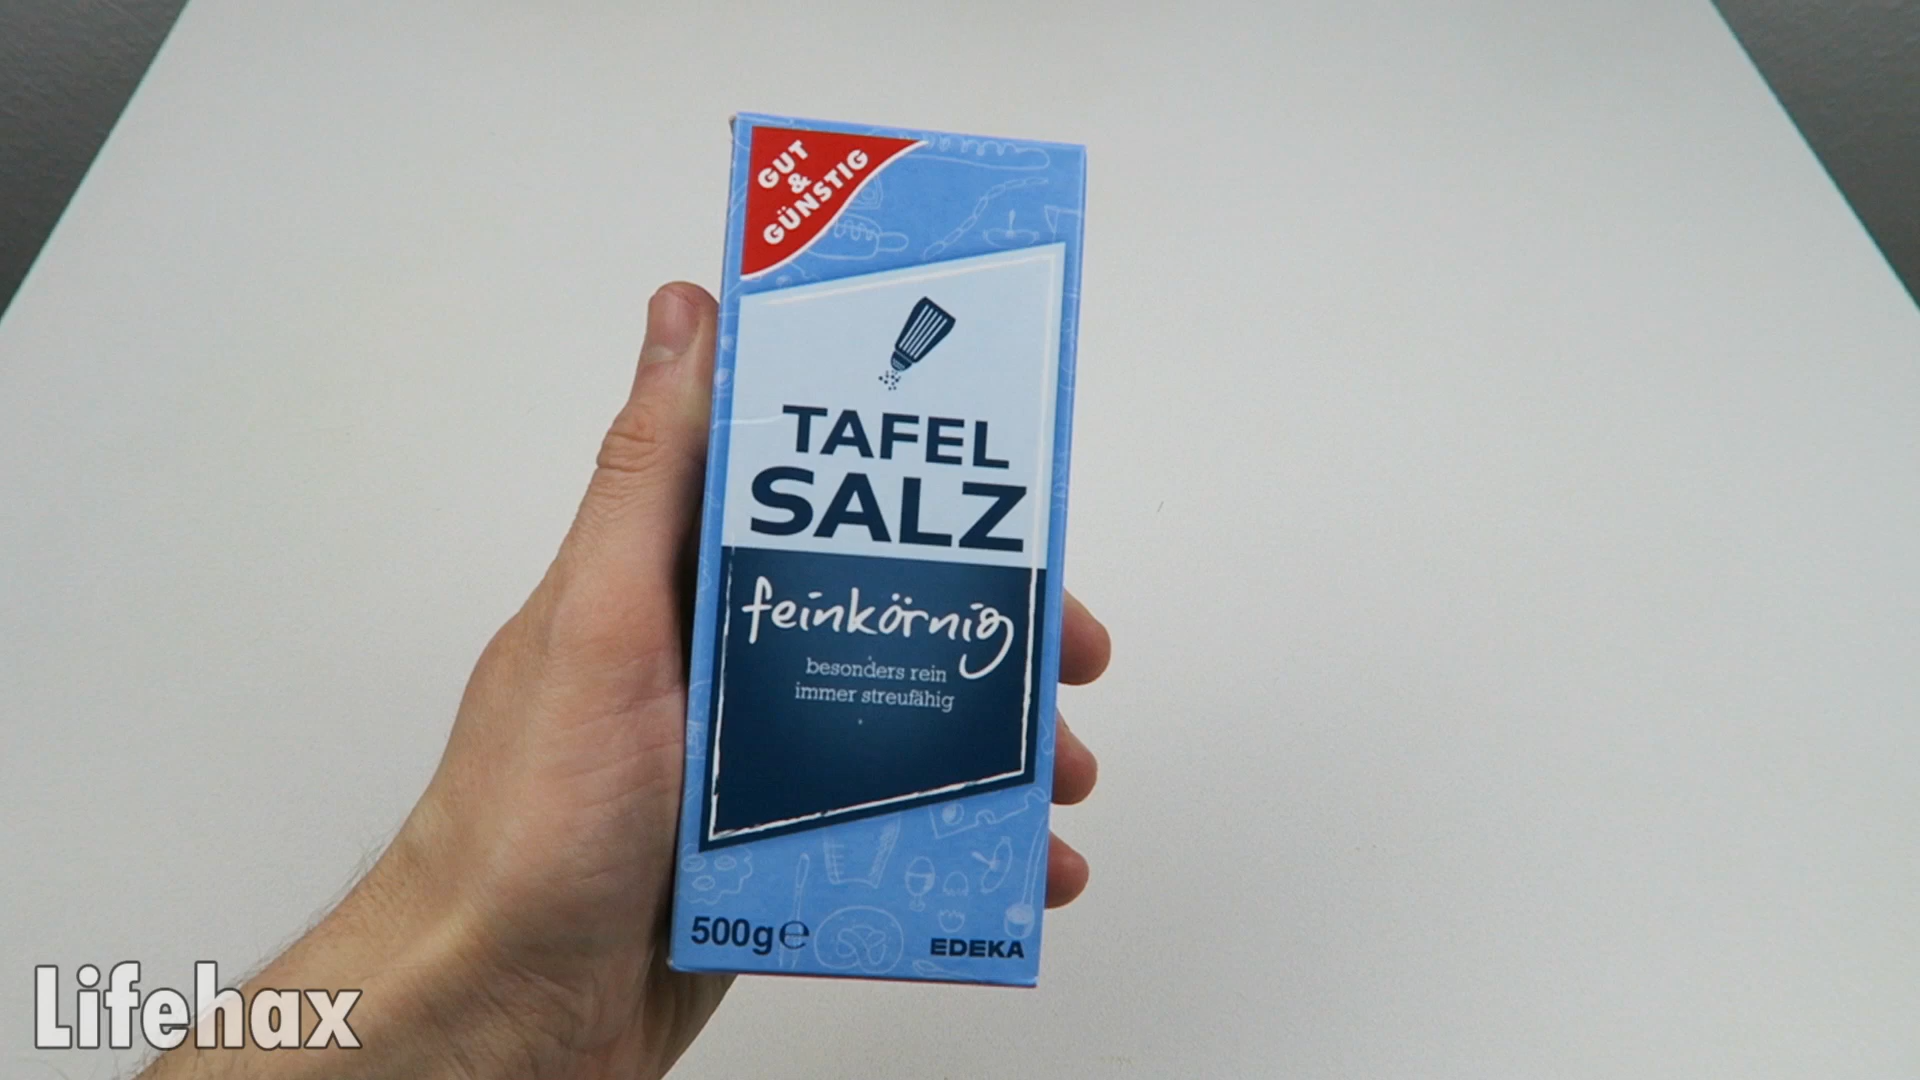 GUT
&
GÜNSTIG
TAFEL
SALZ
feinkörnig
besonders rein
immer streufähig
500g℮
EDEKA
Lifehax